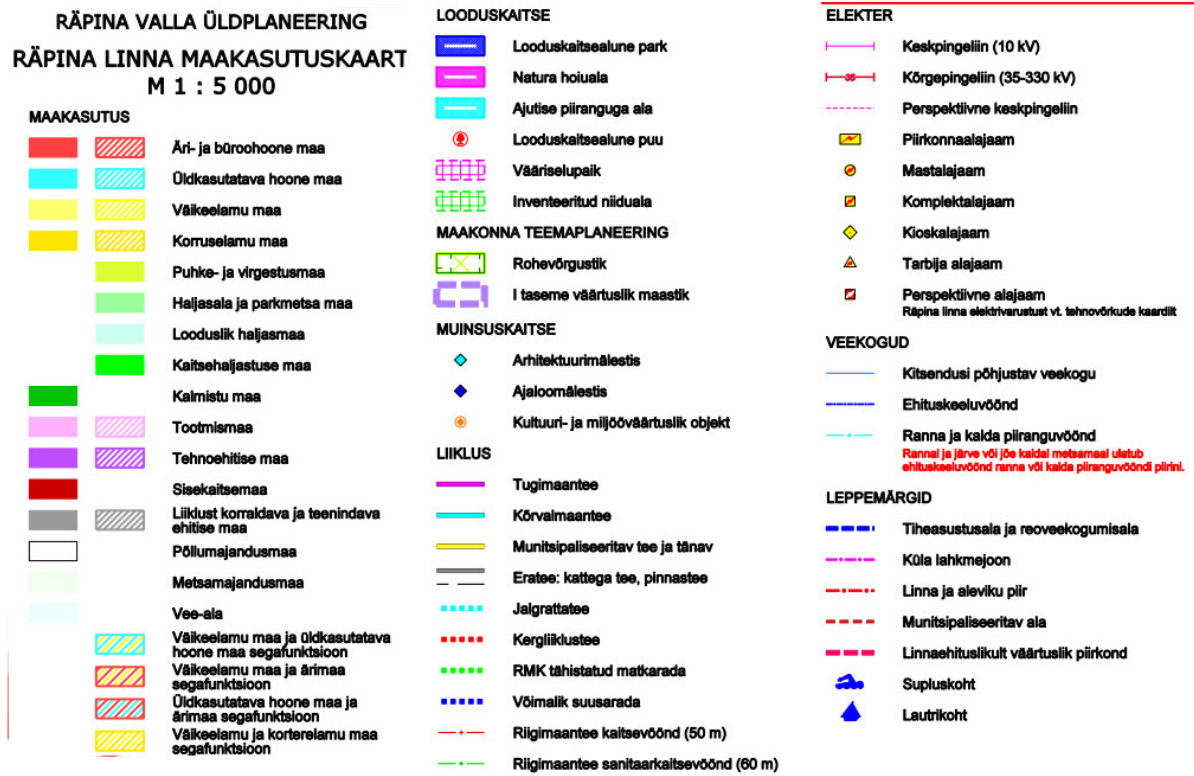 RÄPINA VALLA ÜLDPLANEERING
RÄPINA LINNA MAAKASUTUSKAART
M 1 : 5 000
MAAKASUTUS
Äri- ja büroohoone maa
Üldkasutatava hoone maa
Väikeelamu maa
Korruselamu maa
Puhke- ja virgestusmaa
Haljasala ja parkmetsa maa
Looduslik haljasmaa
Kaitsehaljastuse maa
Kalmistu maa
Tootmismaa
Tehnoehitise maa
Sisekaitsemaa
Liiklust korraldava ja teenindava
ehitise maa
Põllumajandusmaa
Metsamajandusmaa
Vee-ala
Väikeelamu maa ja üldkasutatava
hoone maa segafunktsioon
Väikeelamu maa ja ärimaa
segafunktsioon
Üldkasutatava hoone maa ja
ärimaa segafunktsioon
Väikeelamu ja korterelamu maa
segafunktsioon
LOODUSKAITSE
Looduskaitsealune park
Natura hoiuala
Ajutise piiranguga ala
Looduskaitsealune puu
Vääriselupaik
Inventeeritud niiduala
MAAKONNA TEEMAPLANEERING
Rohevõrgustik
I taseme väärtuslik maastik
MUINSUSKAITSE
Arhitektuurimälestis
Ajaloomälestis
Kultuuri- ja miljööväärtuslik objekt
LIIKLUS
Tugimaantee
Kõrvalmaantee
Munitsipaliseeritav tee ja tänav
Eratee: kattega tee, pinnastee
Jalgrattatee
Kergliiklustee
RMK tähistatud matkarada
Võimalik suusarada
Riigimaantee kaitsevöönd (50 m)
Riigimaantee sanitaarkaitsevöönd (60 m)
ELEKTER
Keskpingeliin (10 kV)
35
Kõrgepingeliin (35-330 kV)
Perspektiivne keskpingeliin
Piirkonnaalajaam
Mastalajaam
Komplektalajaam
Kioskalajaam
Tarbija alajaam
Perspektiivne alajaam
Räpina linna elektrivarustust vt. tehnovõrkude kaardilt
VEEKOGUD
Kitsendusi põhjustav veekogu
Ehituskeeluvöönd
Ranna ja kalda piiranguvöönd
Rannal ja järve või jõe kaldal metsamaal ulatub
ehituskeeluvöönd ranna või kalda piiranguvööndi piirini.
LEPPEMÄRGID
Tiheasustusala ja reoveekogumisala
Küla lahkmejoon
Linna ja aleviku piir
Munitsipaliseeritav ala
Linnaehituslikult väärtuslik piirkond
Supluskoht
Lautrikoht